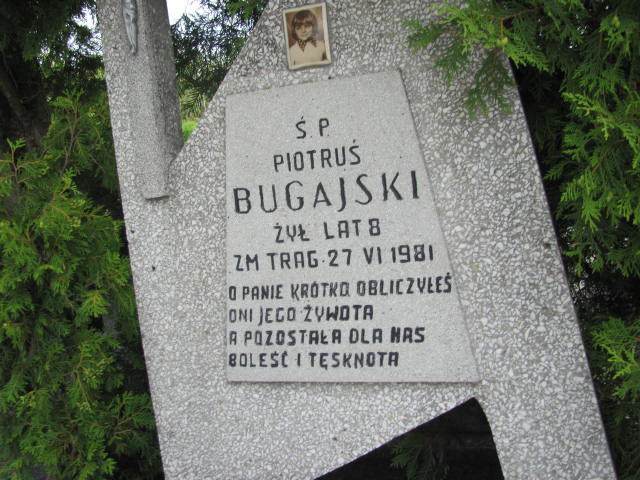 Ś.P.
PIOTRUŚ
BUGAJSKI
ŻYŁ LAT 8
ZM TRAG. 27 VI 1981
O PANIE KRÓTKO OBLICZYŁEŚ
DNI JEGO ŻYWOTA
A POZOSTAŁA DLA NAS
BOLEŚĆ I TĘSKNOTA